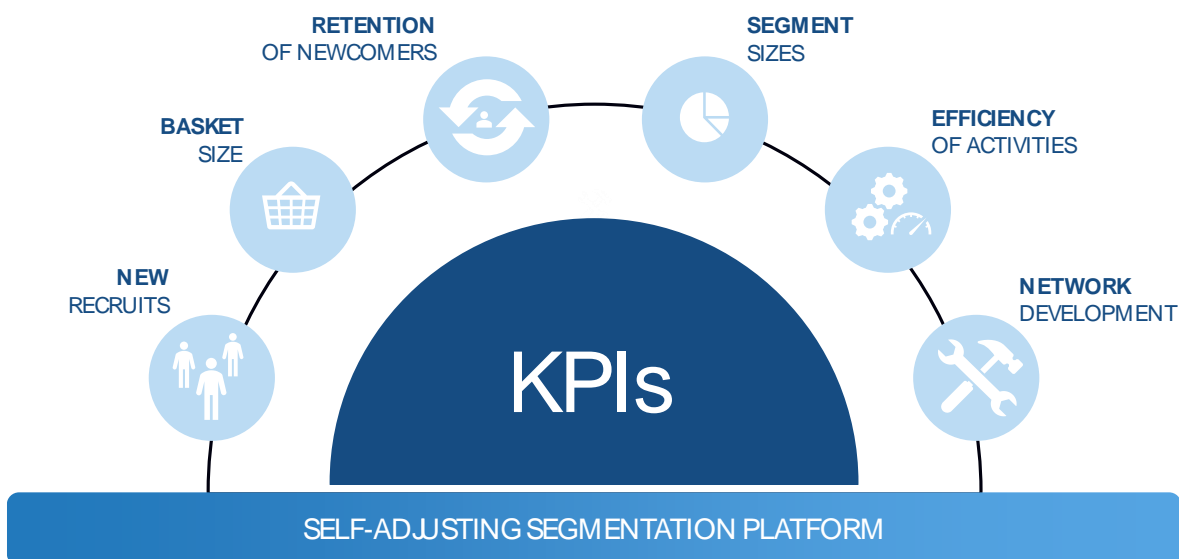 RETENTION
OF NEWCOMERS
SEGMENT
SIZES
BASKET
SIZE
EFFICIENCY
OF ACTIVITIES
NEW
RECRUITS
NETWORK
DEVELOPMENT
KPIs
SELF-ADJUSTING SEGMENTATION PLATFORM